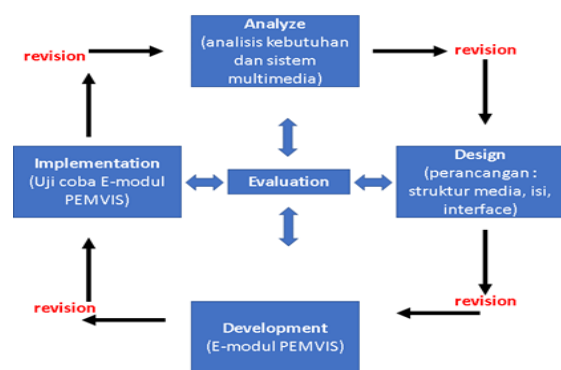 Analyze
(analisis kebutuhan
dan sistem
multimedia)
revision
revision
Implementation
(Uji coba E-modul
PEMVIS)
Evaluation
Design
(perancangan :
struktur media, isi,
interface)
revision
revision
Development
(E-modul PEMVIS)